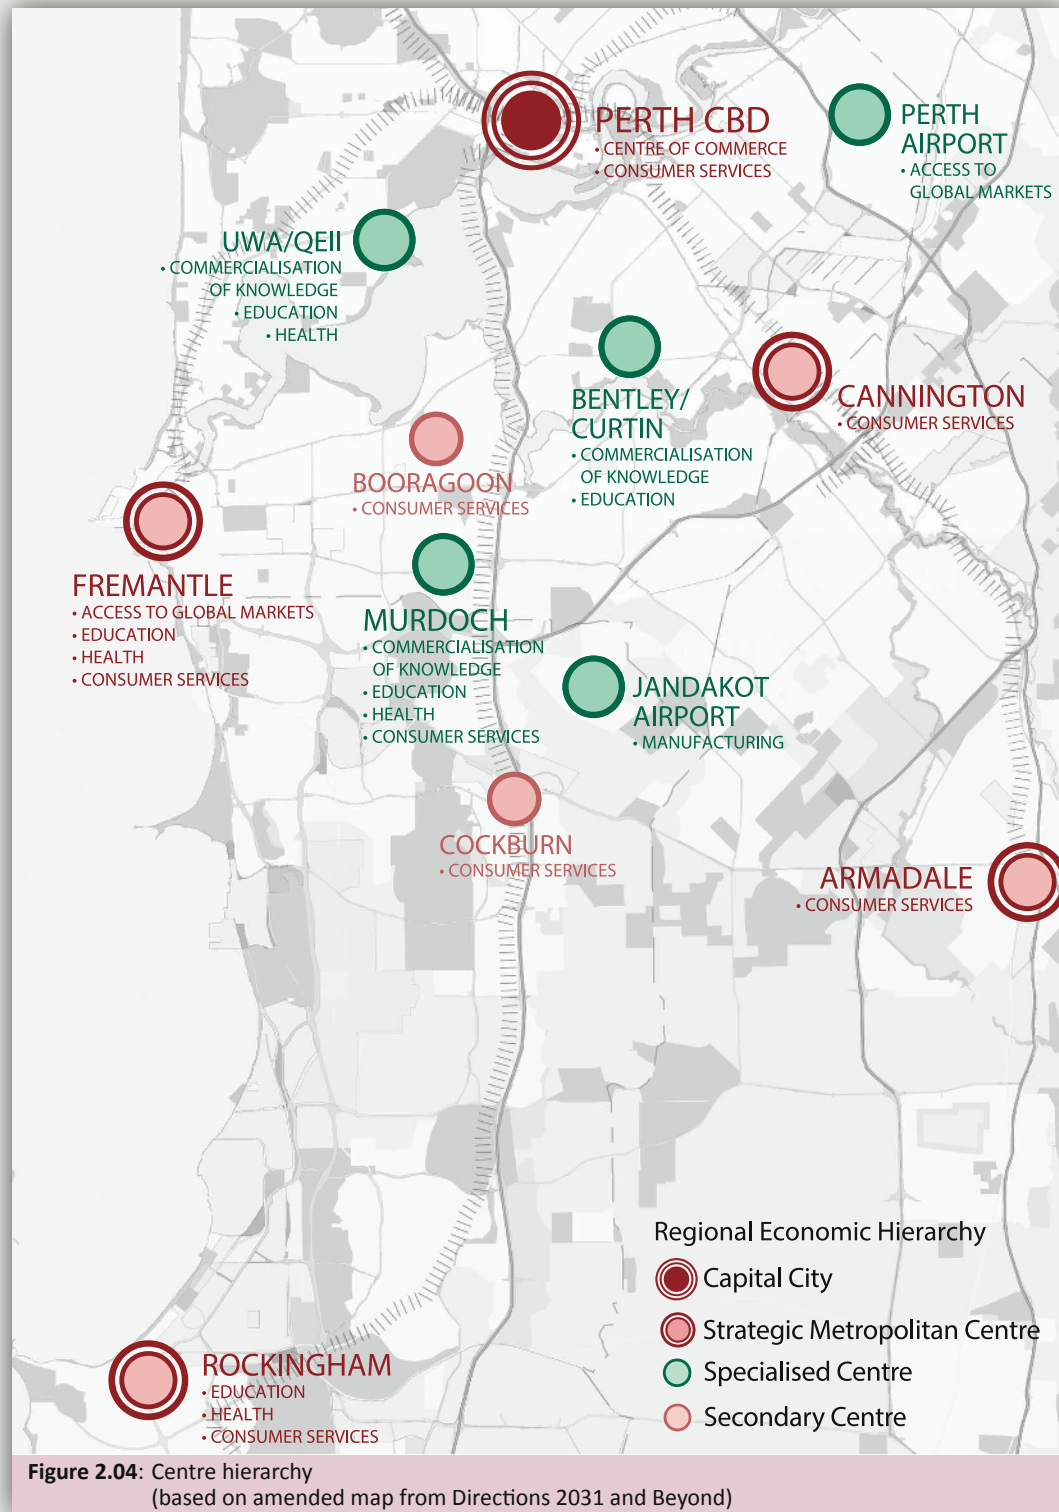 PERTH CBD
• CENTRE OF COMMERCE
• CONSUMER SERVICES
PERTH
AIRPORT
• ACCESS TO
GLOBAL MARKETS
UWA/QEII
• COMMERCIALISATION
OF KNOWLEDGE
• EDUCATION
• HEALTH
BENTLEY/
CURTIN
• COMMERCIALISATION
OF KNOWLEDGE
• EDUCATION
CANNINGTON
• CONSUMER SERVICES
BOORAGOON
• CONSUMER SERVICES
FREMANTLE
• ACCESS TO GLOBAL MARKETS
• EDUCATION
• HEALTH
• CONSUMER SERVICES
MURDOCH
• COMMERCIALISATION
OF KNOWLEDGE
• EDUCATION
• HEALTH
• CONSUMER SERVICES
JANDAKOT
AIRPORT
• MANUFACTURING
COCKBURN
• CONSUMER SERVICES
ARMADALE
• CONSUMER SERVICES
ROCKINGHAM
• EDUCATION
• HEALTH
• CONSUMER SERVICES
Regional Economic Hierarchy
Capital City
Strategic Metropolitan Centre
Specialised Centre
Secondary Centre
Figure 2.04: Centre hierarchy
(based on amended map from Directions 2031 and Beyond)